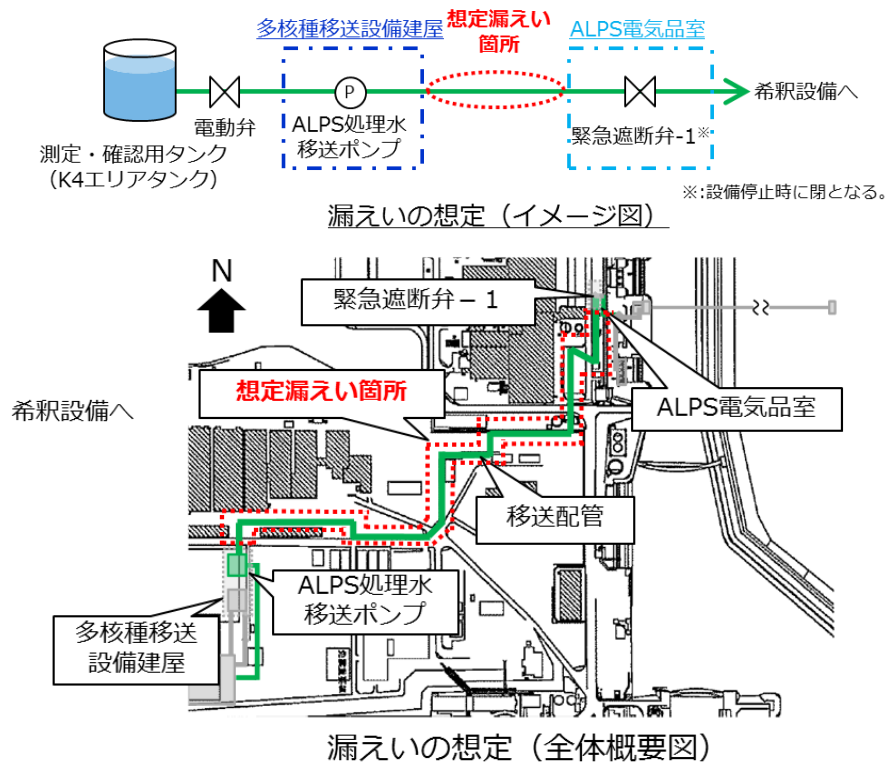 多核種移送設備建屋
想定漏えい
箇所
ALPS電気品室
P
希釈設備へ
電動弁
ALPS処理水
移送ポンプ
緊急遮断弁-1※
測定・確認用タンク
（K4エリアタンク）
※:設備停止時に閉となる。
漏えいの想定（イメージ図）
N
緊急遮断弁－１
想定漏えい箇所
ALPS電気品室
希釈設備へ
移送配管
ALPS処理水
移送ポンプ
多核種移送
設備建屋
漏えいの想定（全体概要図）